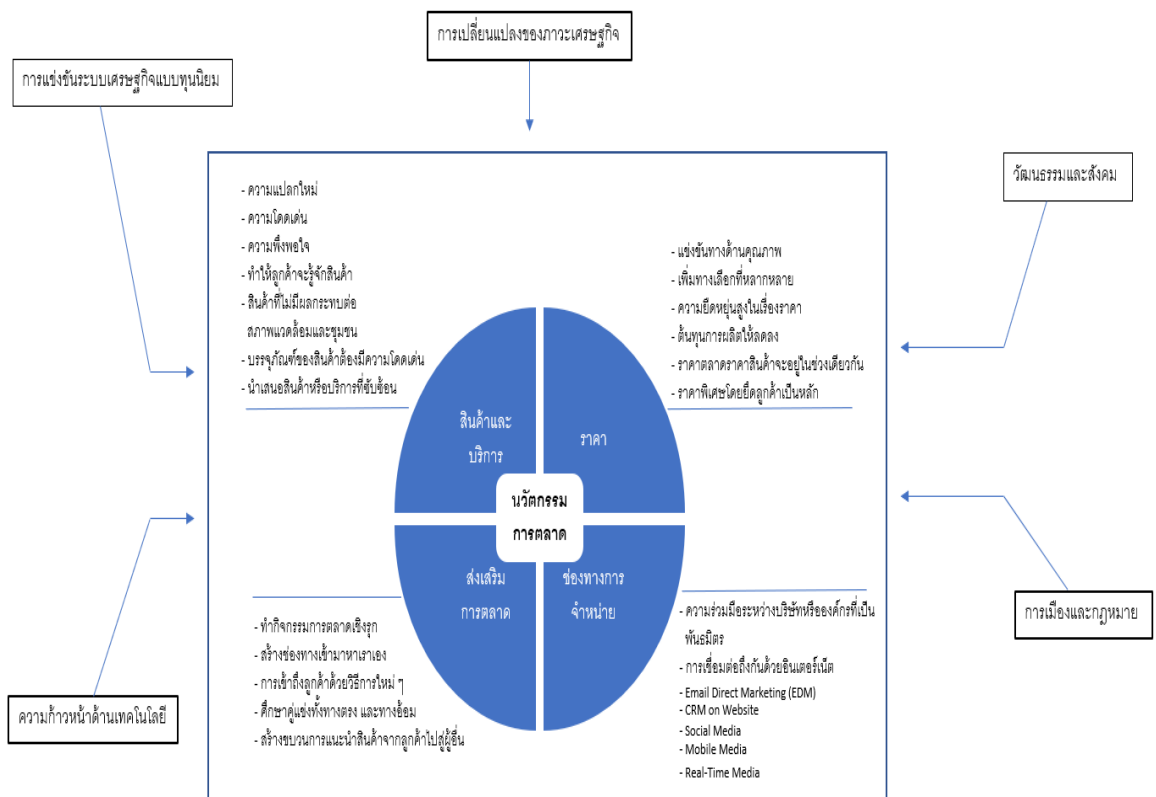 การเปลี่ยนแปลงของภาวะเศรษฐกิจ
การแข่งขันระบบเศรษฐกิจแบบทุนนิยม
วัฒนธรรมและสังคม
- ความแปลกใหม่
- ความโดดเด่น
- ความพึ่งพอใจ
- ทำให้ลูกค้าจะรู้จักสินค้า
- สินค้าที่ไม่มีผลกระทบต่อ
สภาพแวดล้อมและชุมชน
- บรรจุภัณฑ์ของสินค้าต้องมีความโดดเด่น
- นำเสนอสินค้าหรือบริการที่ซับซ้อน
- แข่งขันทางด้านคุณภาพ
- เพิ่มทางเลือกที่หลากหลาย
- ความยืดหยุ่นสูงในเรื่องราคา
- ต้นทุนการผลิตให้ลดลง
- ราคาตลาดราคาสินค้าจะอยู่ในช่วงเดียวกัน
- ราคาพิเศษโดยยึดลูกค้าเป็นหลัก
สินค้าและ
บริการ
ราคา
นวัตกรรม
การตลาด
ส่งเสริม
การตลาด
ช่องทางการ
จำหน่าย
- ทำกิจกรรมการตลาดเชิงรุก
- สร้างช่องทางเข้ามาหาเราเอง
- การเข้าถึงลูกค้าด้วยวิธีการใหม่ ๆ
- ศึกษาคู่แข่งทั้งทางตรง และทางอ้อม
- สร้างขบวนการแนะนำสินค้าจากลูกค้าไปสู่ผู้อื่น
- ความร่วมมือระหว่างบริษัทหรือองค์กรที่เป็น
พันธมิตร
- การเชื่อมต่อถึงกันด้วยอินเตอร์เน็ต
- Email Direct Marketing (EDM)
- CRM on Website
- Social Media
- Mobile Media
- Real-Time Media
การเมืองและกฎหมาย
ความก้าวหน้าด้านเทคโนโลยี